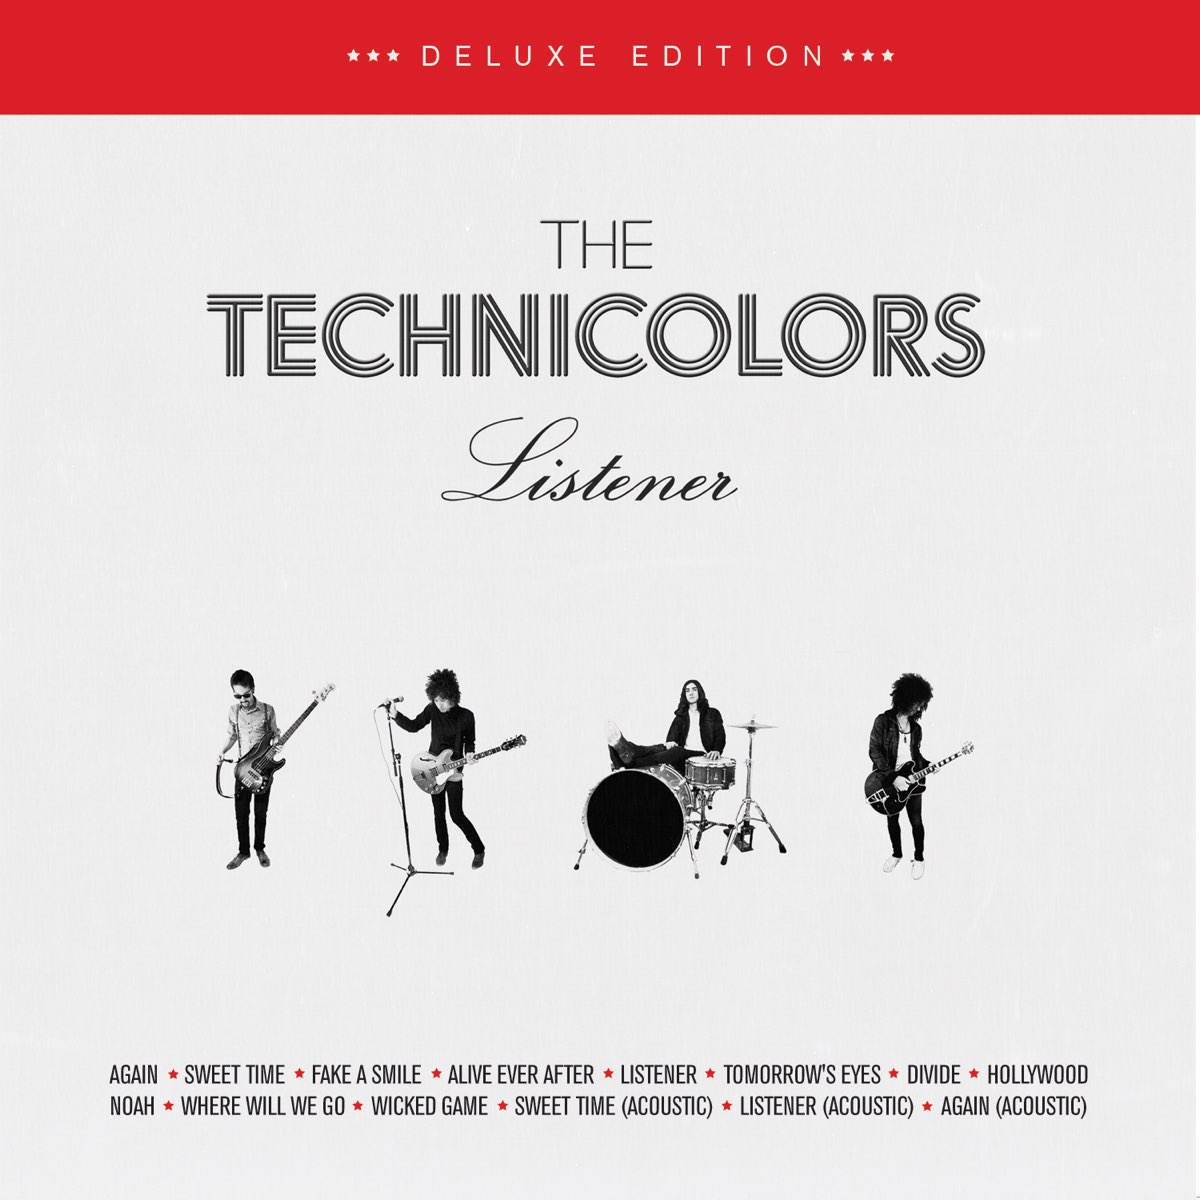 ★★★ DELUXE EDITION ★★★
THE
TECHNICOLORS
Listener
AGAIN ★ SWEET TIME ★ FAKE A SMILE ★ ALIVE EVER AFTER ★ LISTENER ★ TOMORROW'S EYES ★ DIVIDE ★ HOLLYWOOD
NOAH ★ WHERE WILL WE GO ★ WICKED GAME ★ SWEET TIME (ACOUSTIC) ★ LISTENER (ACOUSTIC) ★ AGAIN (ACOUSTIC)